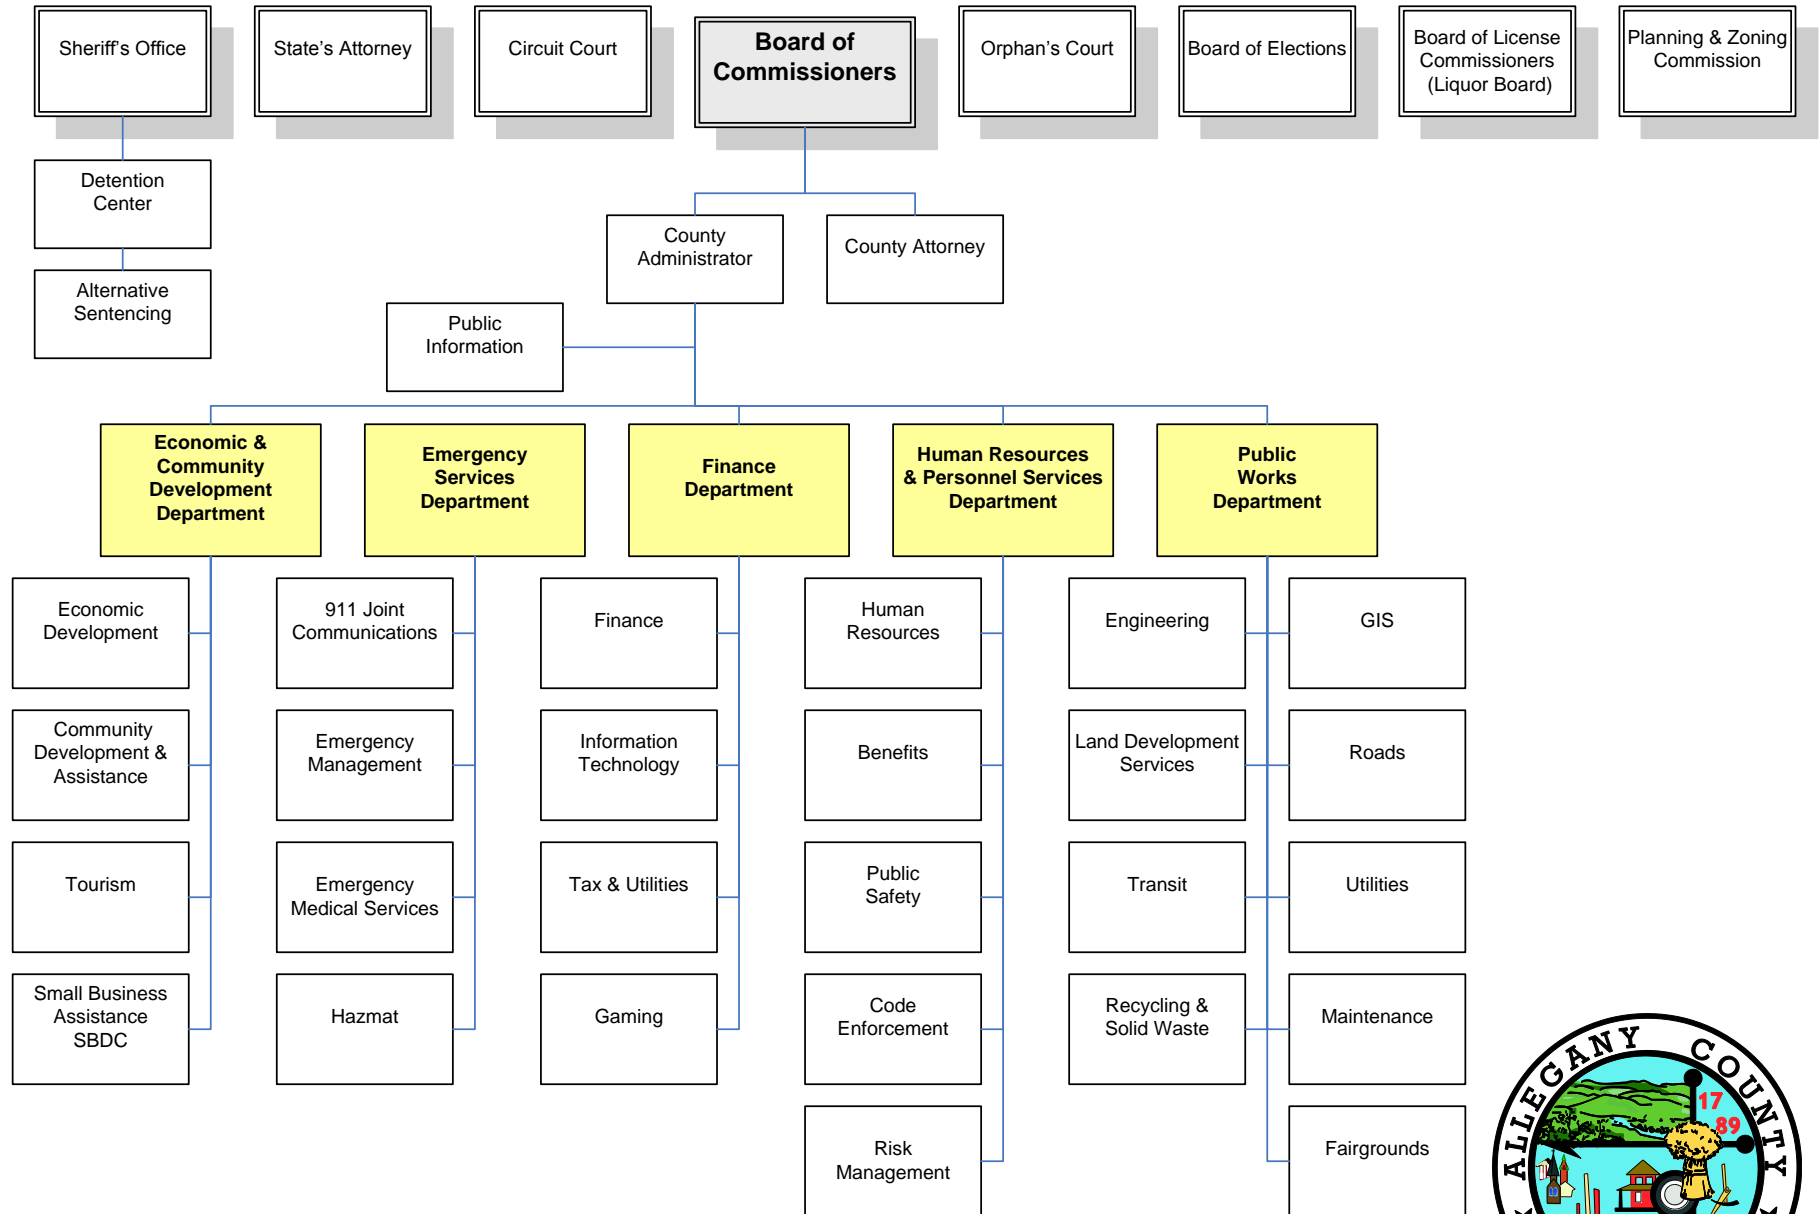 Sheriff's Office
State's Attorney
Circuit Court
Board of
Commissioners
Orphan's Court
Board of Elections
Board of License
Commissioners
(Liquor Board)
Planning & Zoning
Commission
Detention
Center
Alternative
Sentencing
County
Administrator
County Attorney
Public
Information
Economic &
Community
Development
Department
Emergency
Services
Department
Finance
Department
Human Resources
& Personnel Services
Department
Public
Works
Department
Economic
Development
911 Joint
Communications
Finance
Human
Resources
Engineering
GIS
Community
Development &
Assistance
Emergency
Management
Information
Technology
Benefits
Land Development
Services
Roads
Tourism
Emergency
Medical Services
Tax & Utilities
Public
Safety
Transit
Utilities
Small Business
Assistance
SBDC
Hazmat
Gaming
Code
Enforcement
Recycling &
Solid Waste
Maintenance
Risk
Management
Fairgrounds
ALLEGANY COUNTY
17
89